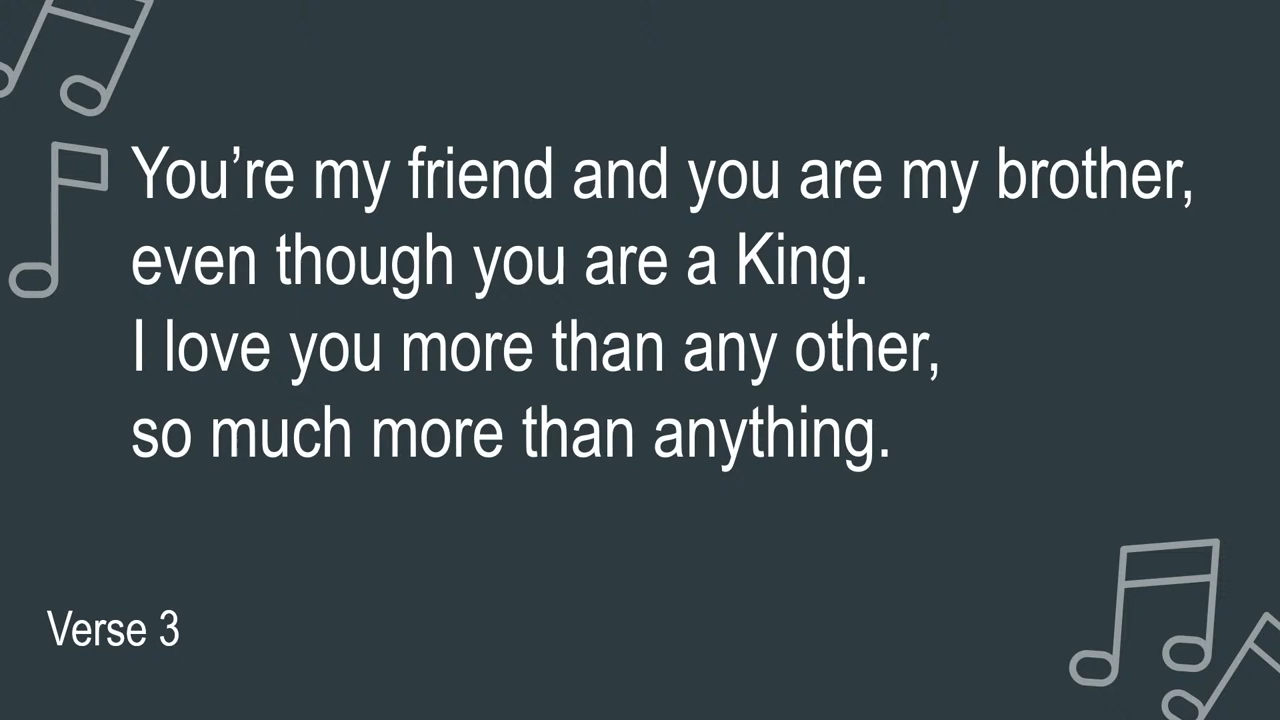 You’re my friend and you are my brother,
even though you are a King.
I love you more than any other,
so much more than anything.
Verse 3